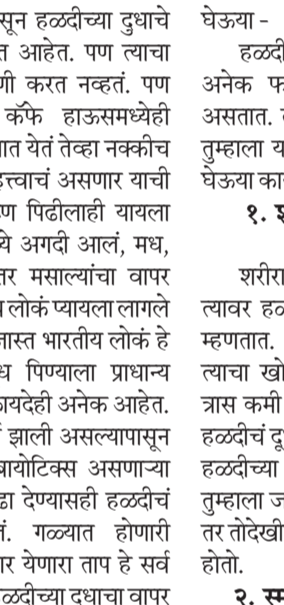 सून हळदीच्या दुधाचे
त आहेत. पण त्याचा
णी करत नव्हतं. पण
कॅफे हाऊसमध्येही
ात येतं तेव्हा नक्कीच
हत्त्वाचं असणार याची
ण पिढीलाही यायला
ये अगदी आलं, मध,
तर मसाल्यांचा वापर
लोकं प्यायला लागले
जास्त भारतीय लोकं हे
ध पिण्याला प्राधान्य
ायदेही अनेक आहेत.
झाली असल्यापासून
बायोटिक्स असणाऱ्या
ढा देण्यासही हळदीचं
तं. गळ्यात होणारी
ार येणारा ताप हे सर्व
ळदीच्या दुधाचा वापर
घेऊया -
हळदी
अनेक फ
असतात.
तुम्हाला य
घेऊया का
१.
शरीरा
त्यावर हळ
म्हणतात.
त्याचा खो
त्रास कमी
हळदीचं दू
हळदीच्या
तुम्हाला ज
तर तोदेखी
होतो.
२. स्म